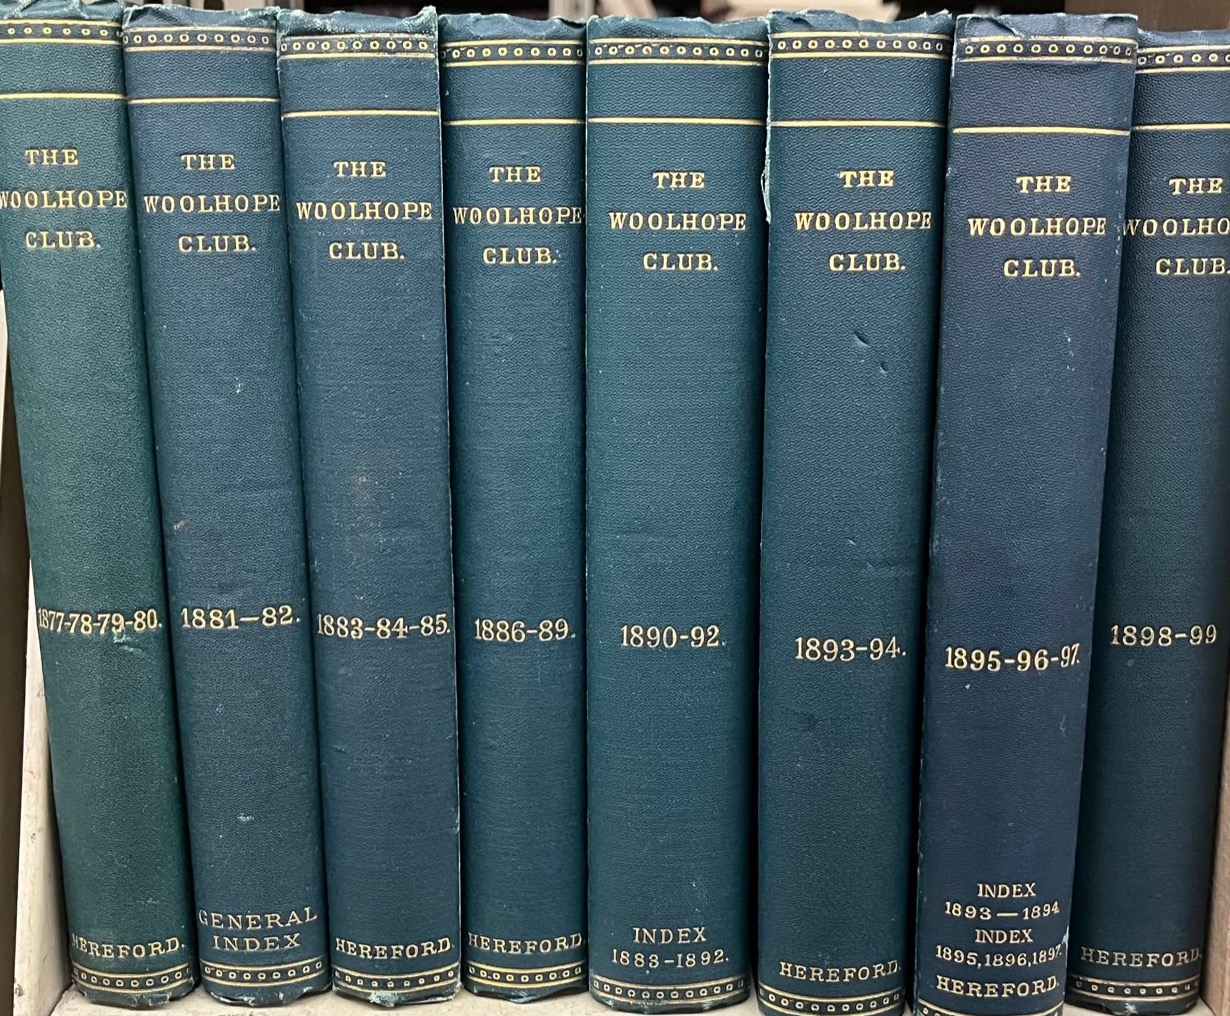 THE
WOOLHOPE
CLUB.
1877-78-79-80.
HEREFORD.
THE
WOOLHOPE
CLUB.
1881—82.
GENERAL
INDEX
THE
WOOLHOPE
CLUB.
1883-84-85.
HEREFORD.
THE
WOOLHOPE
CLUB.
1886-89.
HEREFORD.
THE
WOOLHOPE
CLUB.
1890-92.
INDEX
1883-1892.
THE
WOOLHOPE
CLUB.
1893-94.
HEREFORD.
THE
WOOLHOPE
CLUB.
1895-96-97.
INDEX
1893—1894
INDEX
1895,1896,1897.
HEREFORD.
THE
WOOLHO
CLUB.
1898-99
HEREFORD.